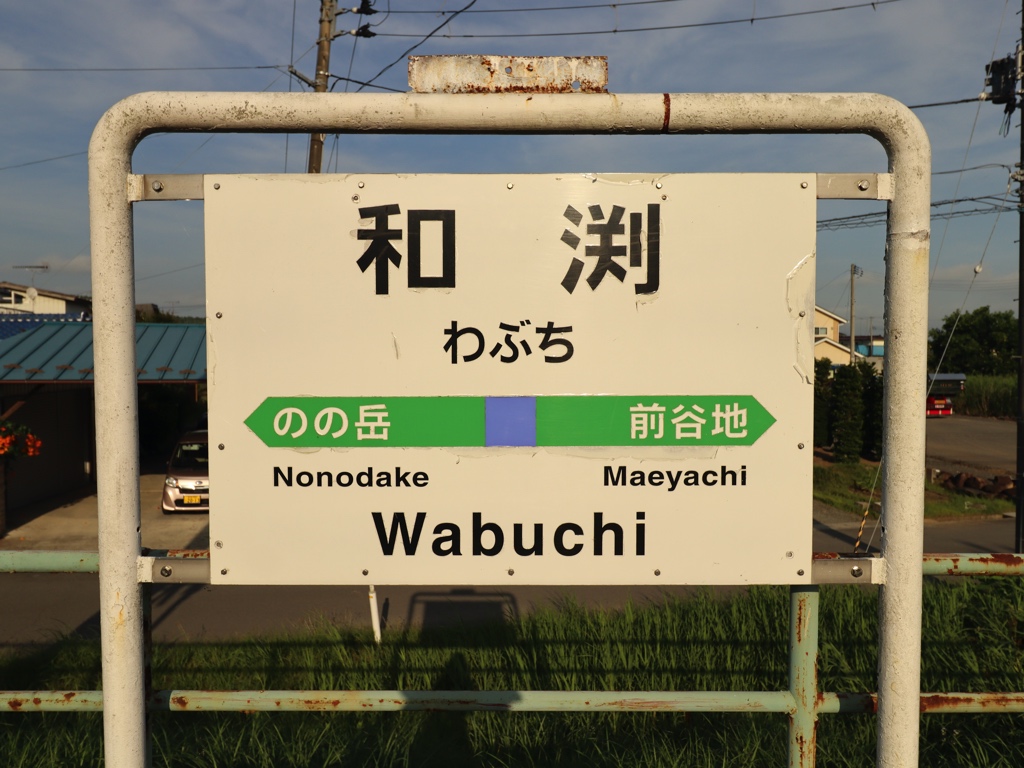 和渕
わぶち
のの岳 前谷地
Nonodake Maeyachi
Wabuchi